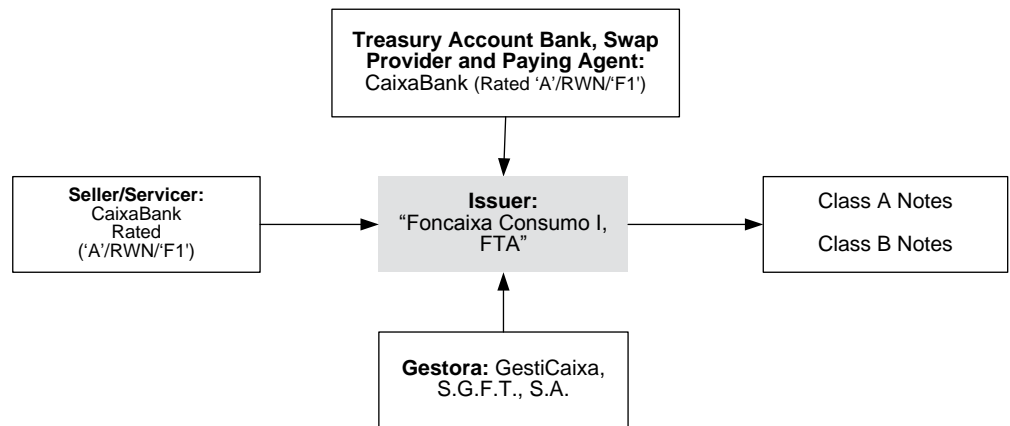 Treasury Account Bank, Swap
Provider and Paying Agent:
CaixaBank (Rated ‘A’/RWN/‘F1’)
Seller/Servicer:
CaixaBank
Rated
(‘A’/RWN/‘F1’)
Issuer:
“Foncaixa Consumo I,
FTA”
Class A Notes
Class B Notes
Gestora: GestiCaixa,
S.G.F.T., S.A.